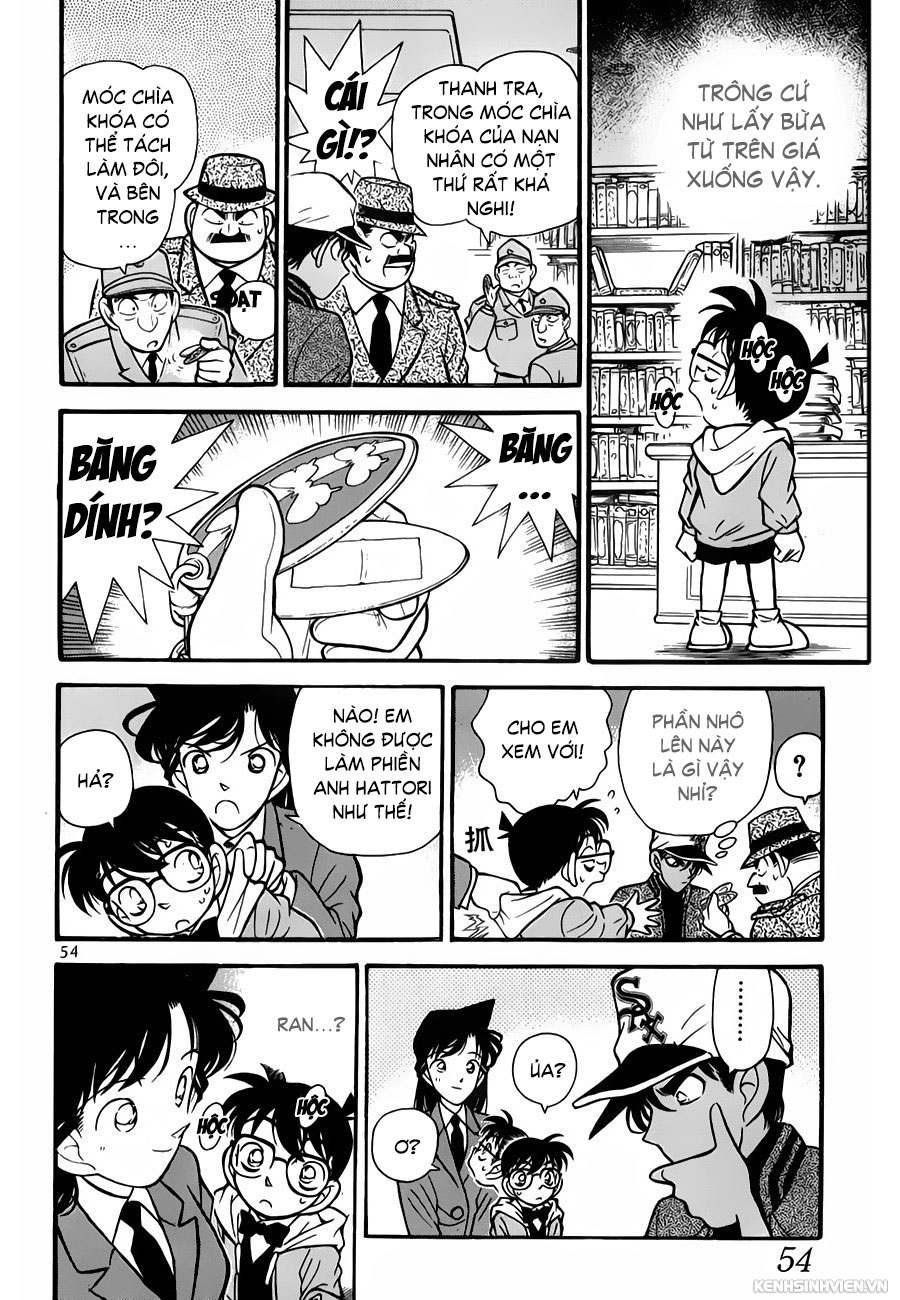 TRÔNG CỨ
NHƯ LẤY BỪA
TỪ TRÊN GIÁ
XUỐNG VẬY.
HỘC
HỘC
HỘC
THANH TRA,
TRONG MÓC CHÌA
KHÓA CỦA NẠN
NHÂN CÓ MỘT
THỨ RẤT KHẢ
NGHI!
CÁI
GÌ!?
MÓC CHÌA
KHÓA CÓ
THỂ TÁCH
LÀM ĐÔI,
VÀ BÊN
TRONG
...
SOẠT
BĂNG
...
BĂNG
DÍNH?
?
PHẦN NHÔ
LÊN NÀY
LÀ GÌ VẬY
NHỈ?
CHO EM
XEM VỚI!
抓
NÀO! EM
KHÔNG ĐƯỢC
LÀM PHIỀN
ANH HATTORI
NHƯ THẾ!
HẢ?
54
.........
SOX
ỦA?
Ơ?
RAN...?
HỘC
HỘC
54
KENHSINHVIEN.VN